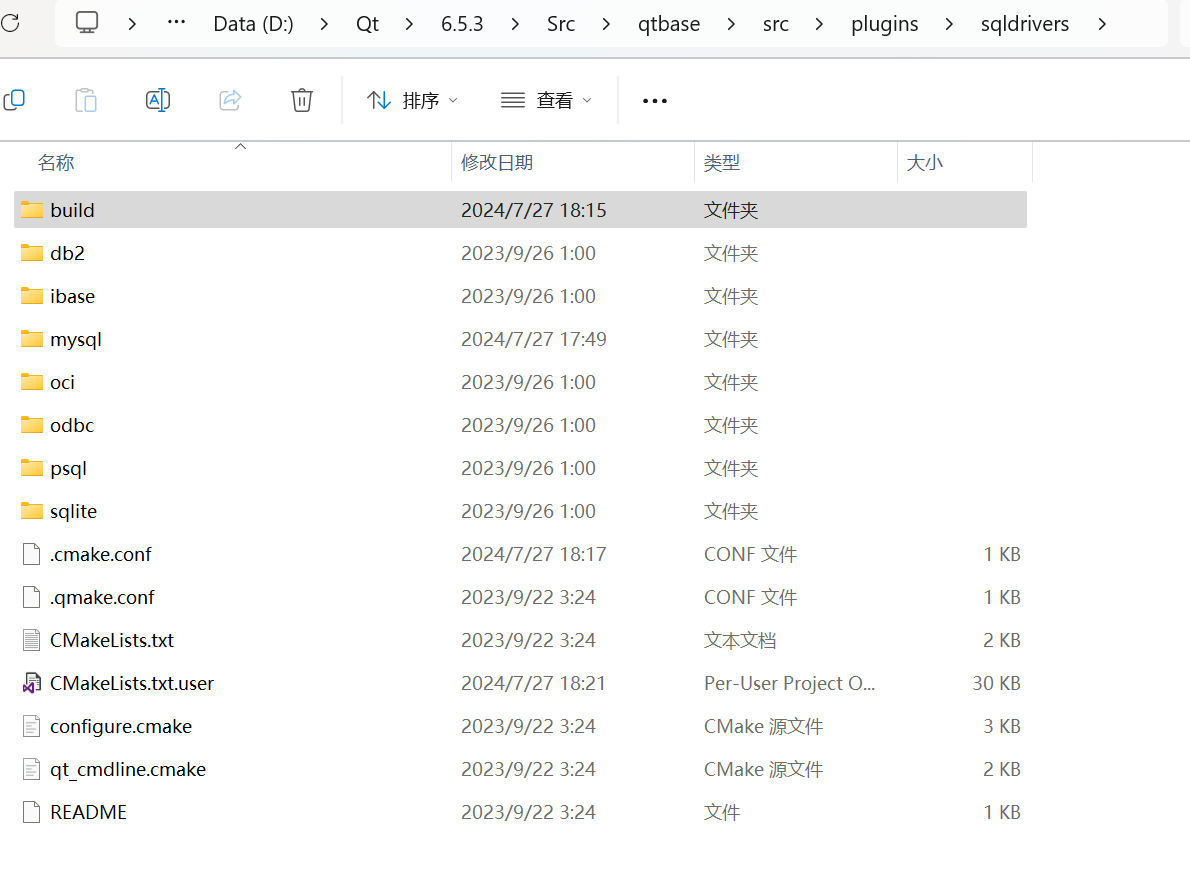 Data (D:) Qt 6.5.3 Src qtbase src plugins sqldrivers
排序 查看
名称 修改日期 类型 大小
build 2024/7/27 18:15 文件夹
db2 2023/9/26 1:00 文件夹
ibase 2023/9/26 1:00 文件夹
mysql 2024/7/27 17:49 文件夹
oci 2023/9/26 1:00 文件夹
odbc 2023/9/26 1:00 文件夹
psql 2023/9/26 1:00 文件夹
sqlite 2023/9/26 1:00 文件夹
.cmake.conf 2024/7/27 18:17 CONF 文件 1 KB
.qmake.conf 2023/9/22 3:24 CONF 文件 1 KB
CMakeLists.txt 2023/9/22 3:24 文本文档 2 KB
CMakeLists.txt.user 2024/7/27 18:21 Per-User Project O... 30 KB
configure.cmake 2023/9/22 3:24 CMake 源文件 3 KB
qt_cmdline.cmake 2023/9/22 3:24 CMake 源文件 2 KB
README 2023/9/22 3:24 文件 1 KB